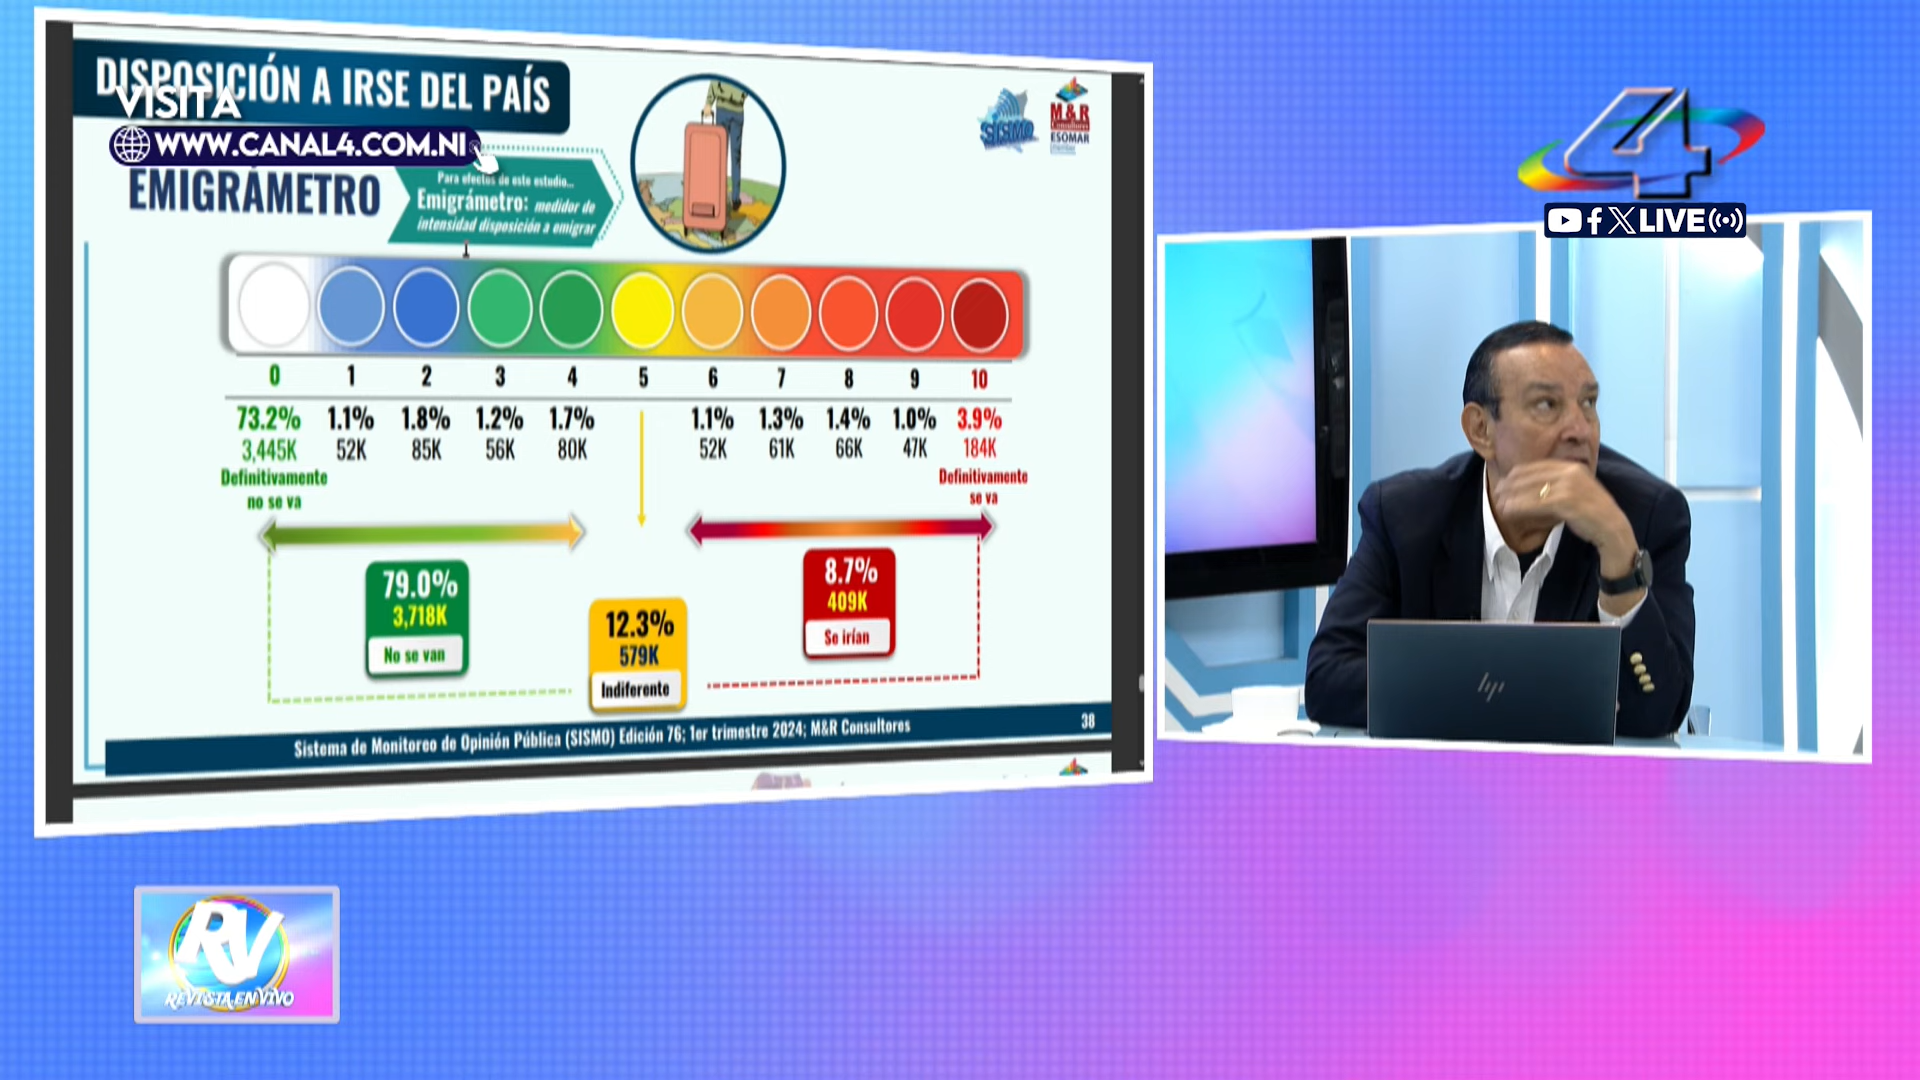 DISPOSICIÓN A IRSE DEL PAÍS
VISITA
WWW.CANAL4.COM.NI
EMIGRÁMETRO
Para efectos de este estudio...
Emigrámetro: medidor de
intensidad disposición a emigrar
SISMO
M&R
Consultores
ESOMAR
4
LIVE
0 1 2 3 4 5 6 7 8 9 10
73.2% 1.1% 1.8% 1.2% 1.7% 1.1% 1.3% 1.4% 1.0% 3.9%
3,445K 52K 85K 56K 80K 52K 61K 66K 47K 184K
Definitivamente
no se va
Definitivamente
se va
79.0%
3,718K
No se van
12.3%
579K
Indiferente
8.7%
409K
Se irían
Sistema de Monitoreo de Opinión Pública (SISMO) Edición 76; 1er trimestre 2024; M&R Consultores
38
hp
RV
REVISTA EN VIVO